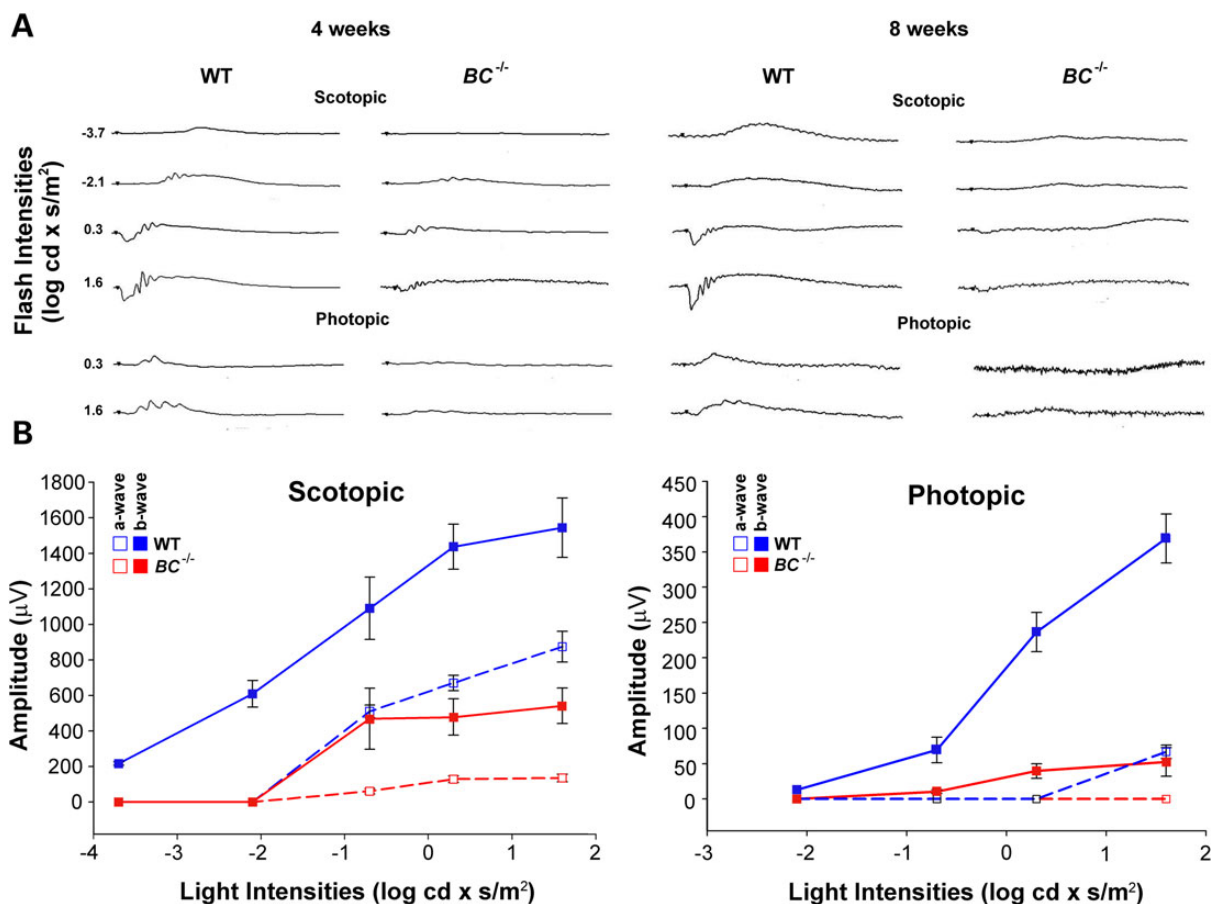 A
4 weeks
8 weeks
WT
BC-/-
WT
BC-/-
Scotopic
Scotopic
Flash Intensities
(log cd x s/m2)
-3.7
-2.1
0.3
1.6
Photopic
Photopic
0.3
1.6
B
Scotopic
a-wave
b-wave
WT
BC-/-
Amplitude (μV)
1800
1600
1400
1200
1000
800
600
400
200
0
-4
-3
-2
-1
0
1
2
Light Intensities (log cd x s/m2)
Photopic
a-wave
b-wave
WT
BC-/-
Amplitude (μV)
450
400
350
300
250
200
150
100
50
0
-3
-2
-1
0
1
2
Light Intensities (log cd x s/m2)